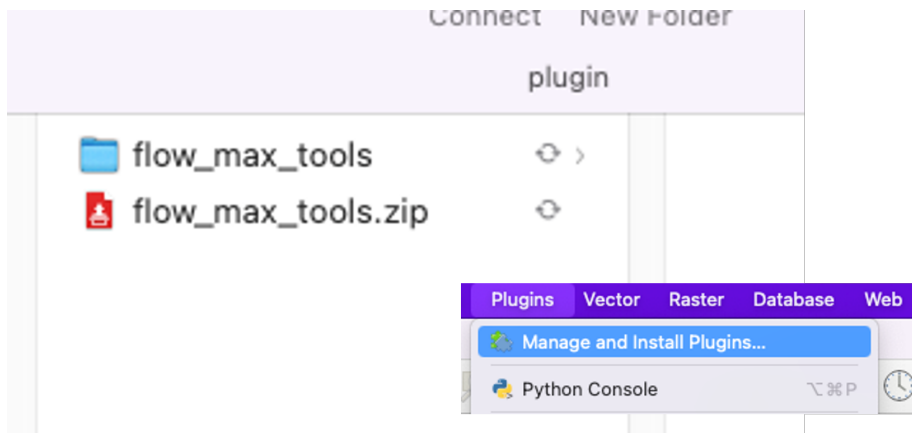 Connect New Folder
plugin
flow_max_tools
flow_max_tools.zip
Plugins Vector Raster Database Web
Manage and Install Plugins...
Python Console ⌥⌘P